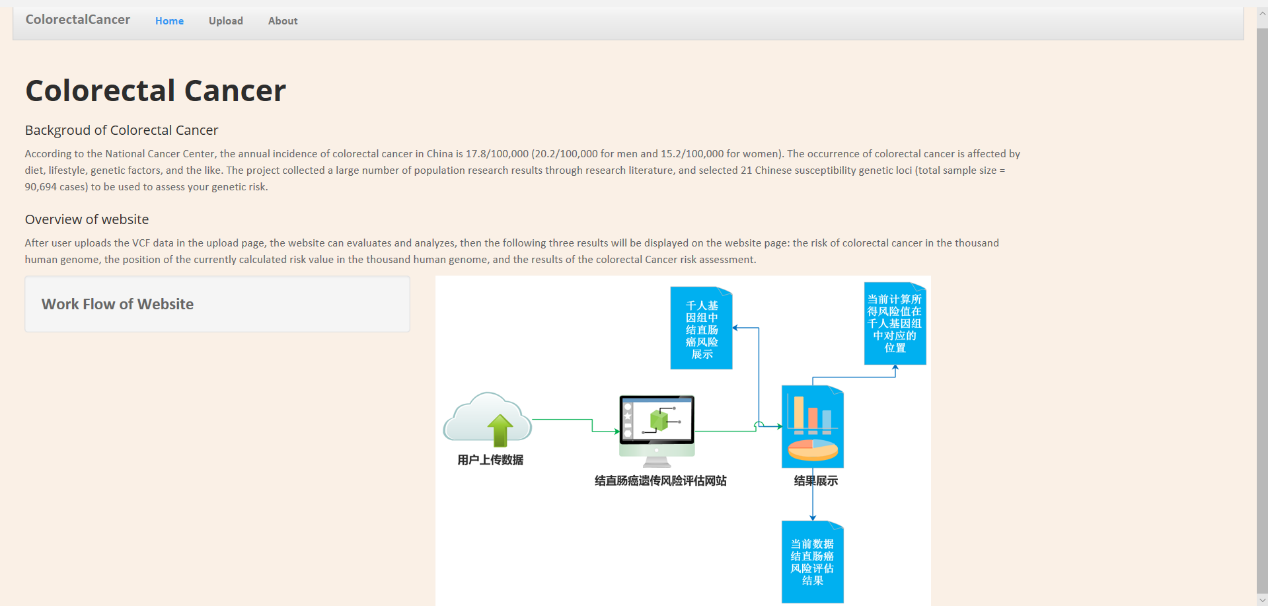 ColorectalCancer Home Upload About
Colorectal Cancer
Backgroud of Colorectal Cancer
According to the National Cancer Center, the annual incidence of colorectal cancer in China is 17.8/100,000 (20.2/100,000 for men and 15.2/100,000 for women). The occurrence of colorectal cancer is affected by
diet, lifestyle, genetic factors, and the like. The project collected a large number of population research results through research literature, and selected 21 Chinese susceptibility genetic loci (total sample size =
90,694 cases) to be used to assess your genetic risk.
Overview of website
After user uploads the VCF data in the upload page, the website can evaluates and analyzes, then the following three results will be displayed on the website page: the risk of colorectal cancer in the thousand
human genome, the position of the currently calculated risk value in the thousand human genome, and the results of the colorectal Cancer risk assessment.
Work Flow of Website
千人基
因组中
结直肠
癌风险
展示
当前计算所
得风险值在
千人基因组
中对应的
位置
用户上传数据
结直肠癌遗传风险评估网站
结果展示
当前数据
结直肠癌
风险评估
结果